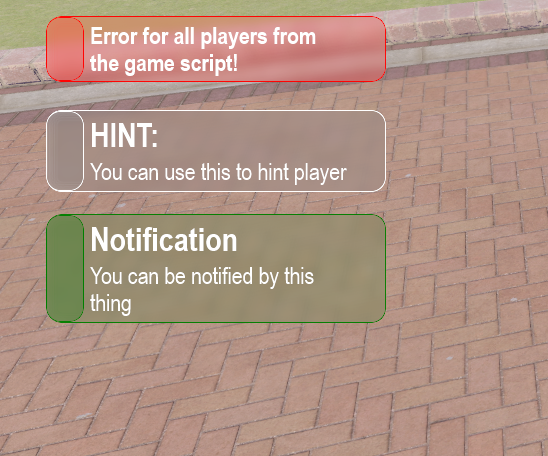 Error for all players from
the game script!
HINT:
You can use this to hint player
Notification
You can be notified by this
thing